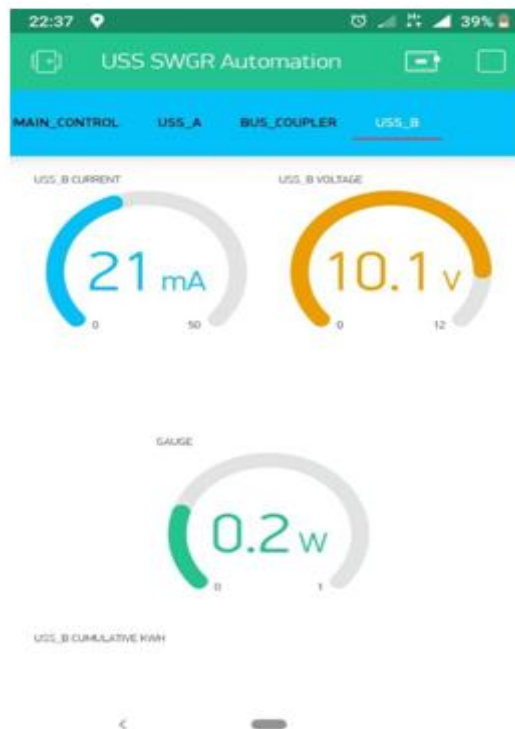 22:37 39%
USS SWGR Automation
MAIN_CONTROL USS_A BUS_COUPLER USS_B
USS_B CURRENT USS_B VOLTAGE
21 mA 10.1 V
0 50 0 12
GAUGE
0.2 W
0 1
USS_B CUMULATIVE KWH